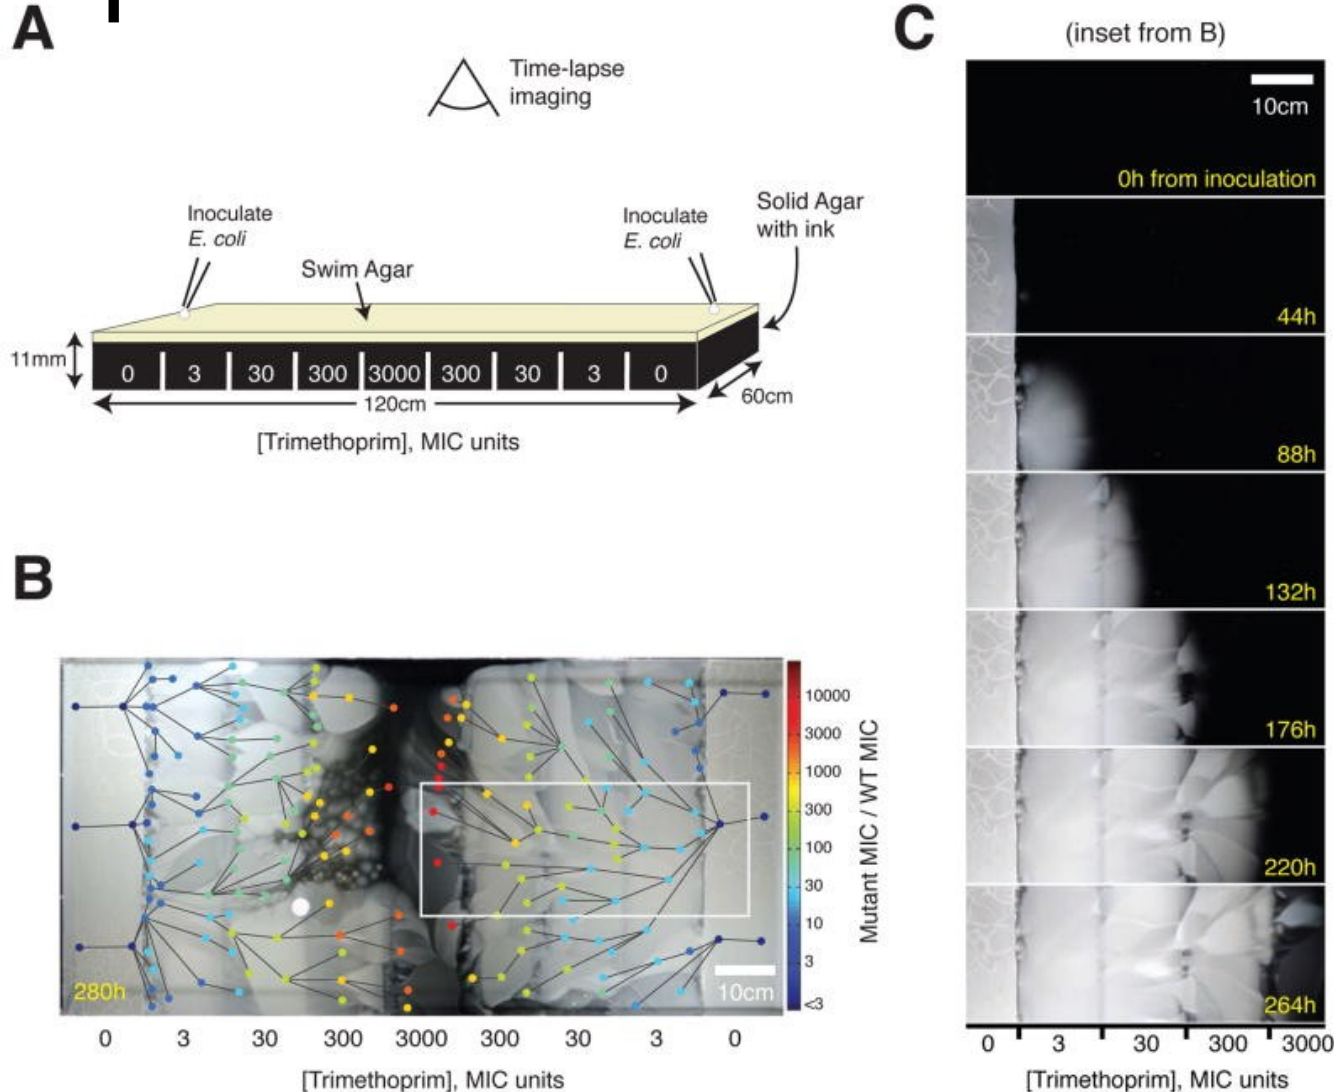 A
Time-lapse
imaging
Inoculate
E. coli
Swim Agar
Inoculate
E. coli
Solid Agar
with ink
11mm
0 3 30 300 3000 300 30 3 0
120cm
60cm
[Trimethoprim], MIC units
B
280h
10cm
0 3 30 300 3000 300 30 3 0
[Trimethoprim], MIC units
10000
3000
1000
300
100
30
10
3
<3
Mutant MIC / WT MIC
C
(inset from B)
10cm
0h from inoculation
44h
88h
132h
176h
220h
264h
0 3 30 300 3000
[Trimethoprim], MIC units